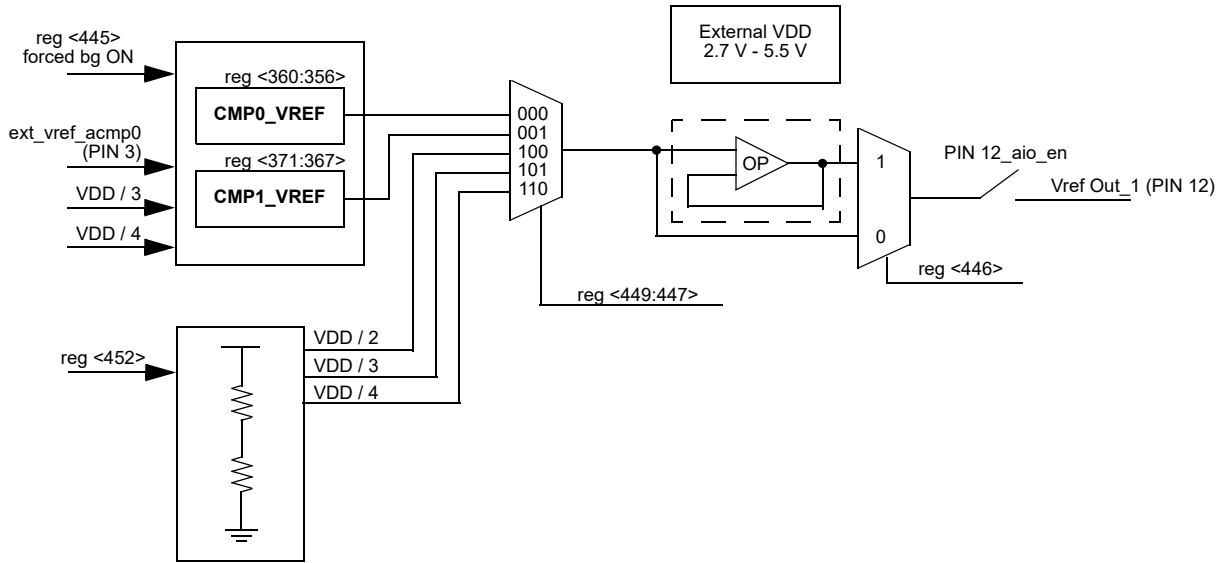 reg <445>
forced bg ON
ext_vref_acmp0
(PIN 3)
VDD / 3
VDD / 4
reg <360:356>
CMP0_VREF
reg <371:367>
CMP1_VREF
000
001
100
101
110
reg <449:447>
External VDD
2.7 V - 5.5 V
OP
1
0
reg <446>
PIN 12_aio_en
Vref Out_1 (PIN 12)
reg <452>
VDD / 2
VDD / 3
VDD / 4